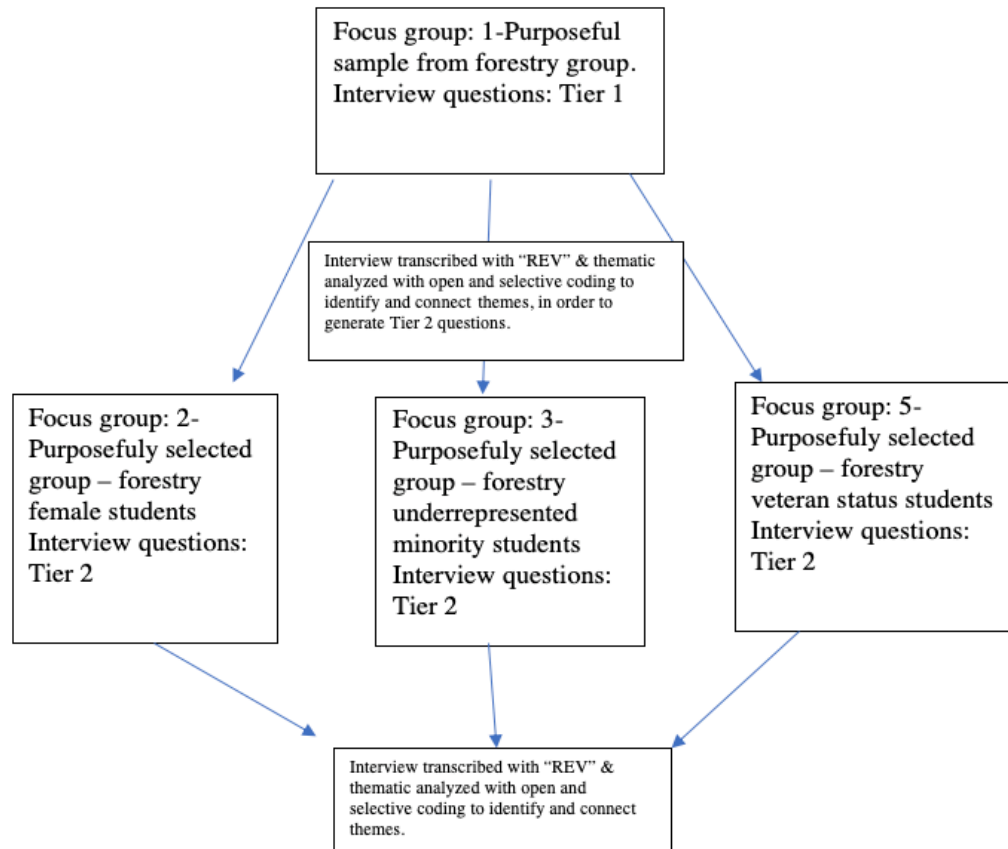 Focus group: 1-Purposeful
sample from forestry group.
Interview questions: Tier 1
Interview transcribed with “REV” & thematic
analyzed with open and selective coding to
identify and connect themes, in order to
generate Tier 2 questions.
Focus group: 2-
Purposefuly selected
group – forestry
female students
Interview questions:
Tier 2
Focus group: 3-
Purposefuly selected
group – forestry
underrepresented
minority students
Interview questions:
Tier 2
Focus group: 5-
Purposefuly selected
group – forestry
veteran status students
Interview questions:
Tier 2
Interview transcribed with “REV” &
thematic analyzed with open and
selective coding to identify and connect
themes.